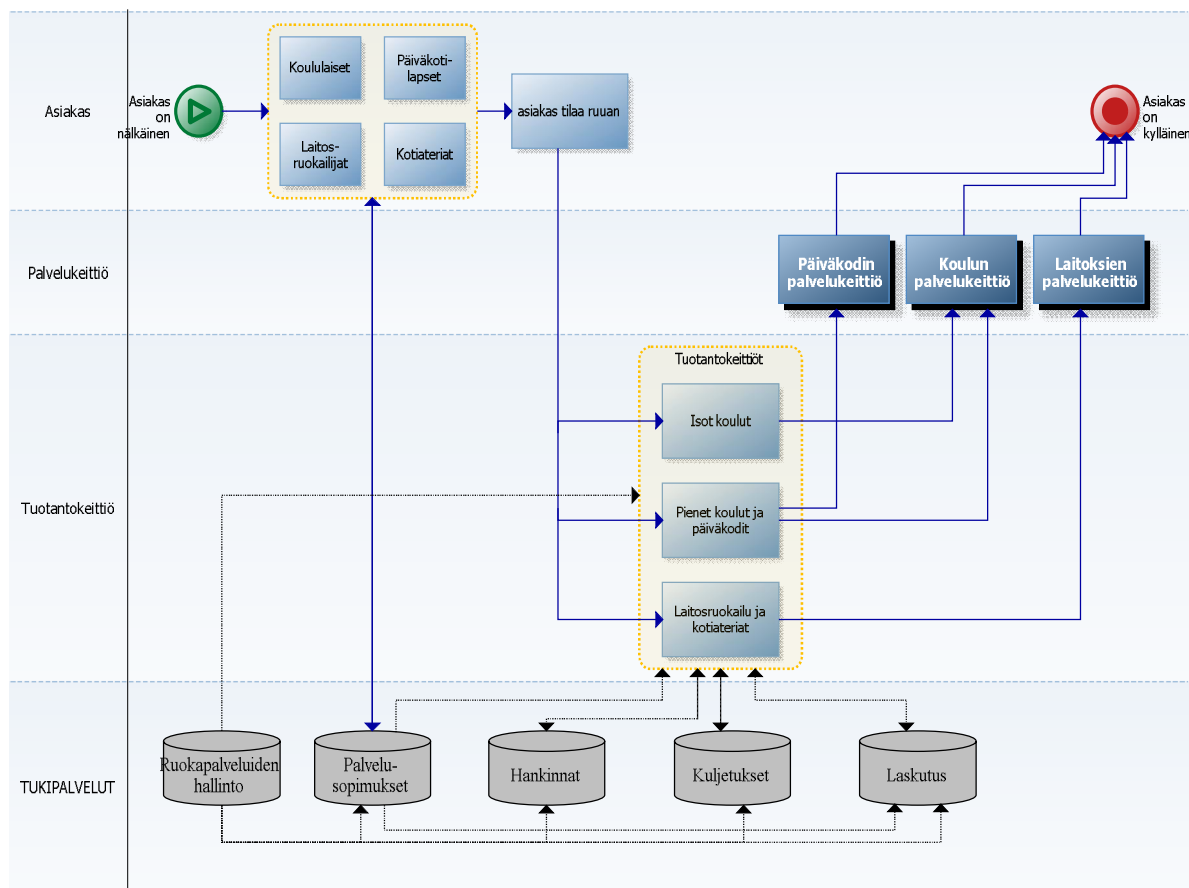 Asiakas
Asiakas
on
nälkäinen
Koululaiset
Päiväkoti-
lapset
Laitos-
ruokailijat
Kotiateriat
asiakas tilaa ruuan
Asiakas
on
kylläinen
Palvelukeittiö
Päiväkodin
palvelukeittiö
Koulun
palvelukeittiö
Laitoksien
palvelukeittiö
Tuotantokeittiö
Tuotantokeittiöt
Isot koulut
Pienet koulut ja
päiväkodit
Laitosruokailu ja
kotiateriat
TUKIPALVELUT
Ruokapalveluiden
hallinto
Palvelu-
sopimukset
Hankinnat
Kuljetukset
Laskutus